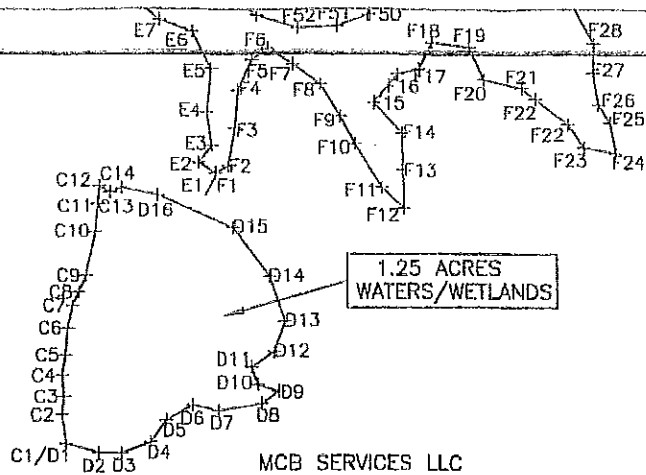 E7
F52
F51
F50
E6
F6
F18
F19
F28
E5
F5
F7
F17
F27
F4
F8
F16
F20
F21
E4
F15
F22
F26
F3
F9
F22
F25
E3
F10
F14
F23
F24
E2
F2
F13
E1
F1
F11
F12
C12
C14
C11
C13
D16
C10
D15
1.25 ACRES
WATERS/WETLANDS
C9
D14
C8
C7
C6
D13
C5
D12
C4
D11
C3
D10
D9
C2
D6
D7
D8
D5
C1/D
D2
D3
D4
MCB SERVICES LLC